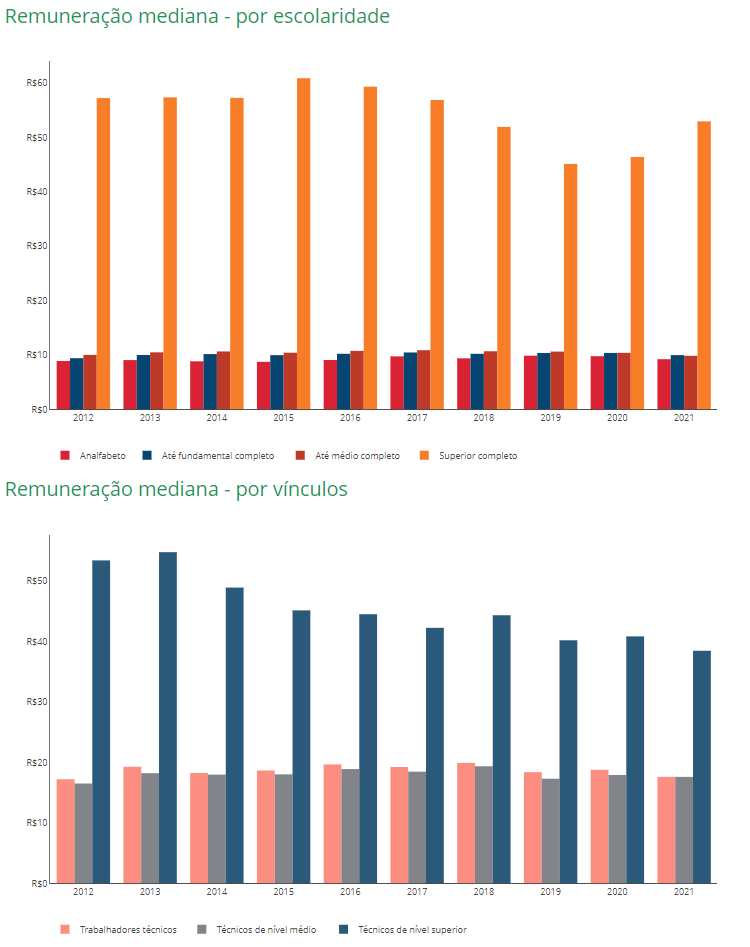 Remuneração mediana - por escolaridade
R$60
R$50
R$40
R$30
R$20
R$10
R$0
2012 2013 2014 2015 2016 2017 2018 2019 2020 2021
Analfabeto Até fundamental completo Até médio completo Superior completo
Remuneração mediana - por vínculos
R$50
R$40
R$30
R$20
R$10
R$0
2012 2013 2014 2015 2016 2017 2018 2019 2020 2021
Trabalhadores técnicos Técnicos de nível médio Técnicos de nível superior